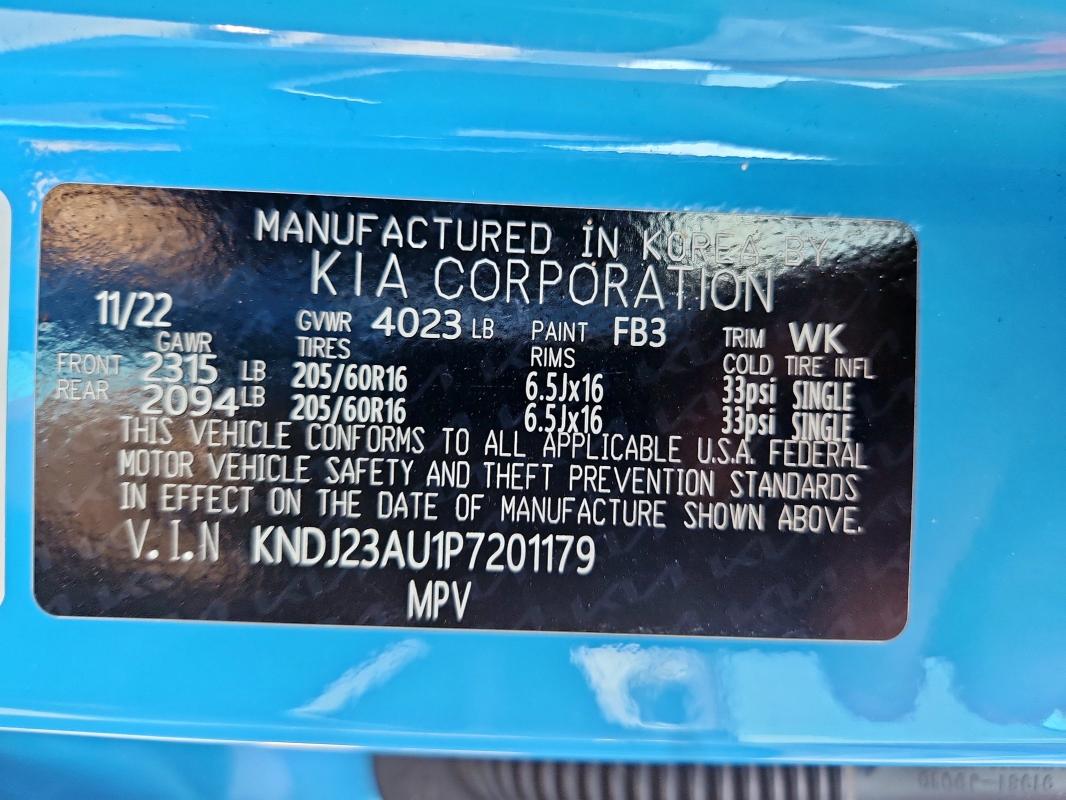 MANUFACTURED IN KOREA BY
KIA CORPORATION
11/22 GVWR 4023 LB PAINT FB3 TRIM WK
GAWR TIRES RIMS COLD TIRE INFL
FRONT 2315 LB 205/60R16 6.5Jx16 33psi SINGLE
REAR 2094 LB 205/60R16 6.5Jx16 33psi SINGLE
THIS VEHICLE CONFORMS TO ALL APPLICABLE U.S.A. FEDERAL
MOTOR VEHICLE SAFETY AND THEFT PREVENTION STANDARDS
IN EFFECT ON THE DATE OF MANUFACTURE SHOWN ABOVE.
V.I.N KNDJ23AU1P7201179
MPV